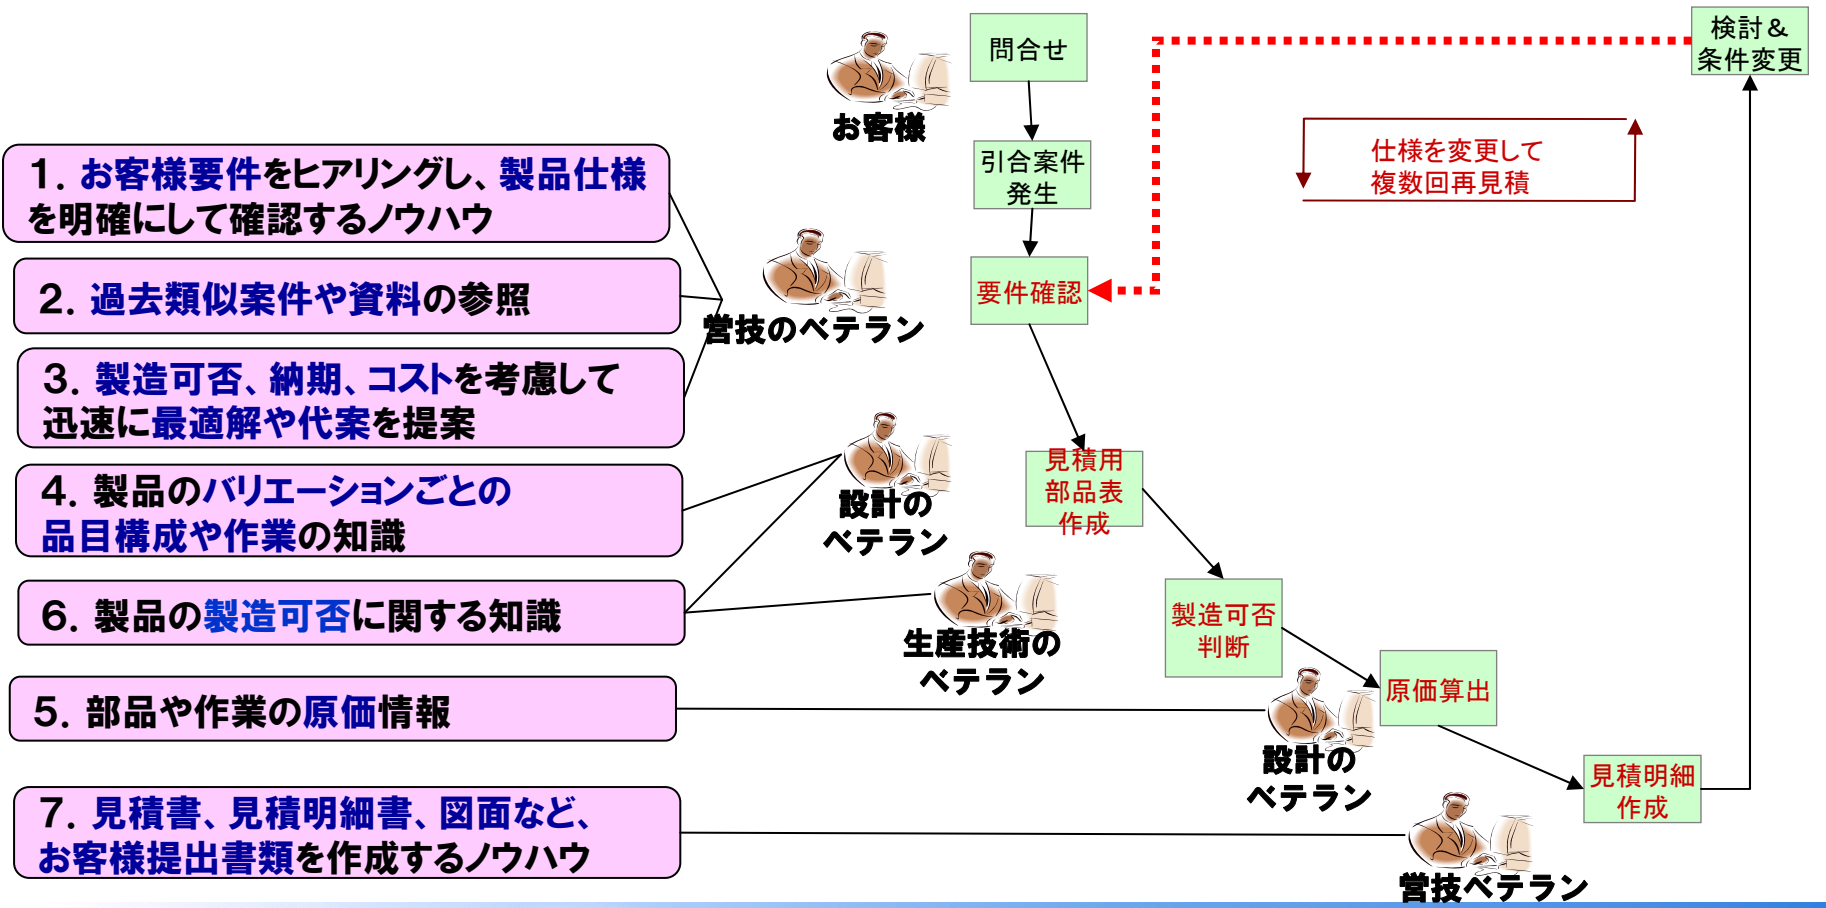 問合せ
検討＆
条件変更
お客様
仕様を変更して
複数回再見積
引合案件
発生
１．お客様要件をヒアリングし、製品仕様
を明確にして確認するノウハウ
２．過去類似案件や資料の参照
要件確認
営技のベテラン
３．製造可否、納期、コストを考慮して
迅速に最適解や代案を提案
４．製品のバリエーションごとの
品目構成や作業の知識
設計の
ベテラン
見積用
部品表
作成
６．製品の製造可否に関する知識
生産技術の
ベテラン
製造可否
判断
５．部品や作業の原価情報
原価算出
設計の
ベテラン
見積明細
作成
７．見積書、見積明細書、図面など、
お客様提出書類を作成するノウハウ
営技ベテラン